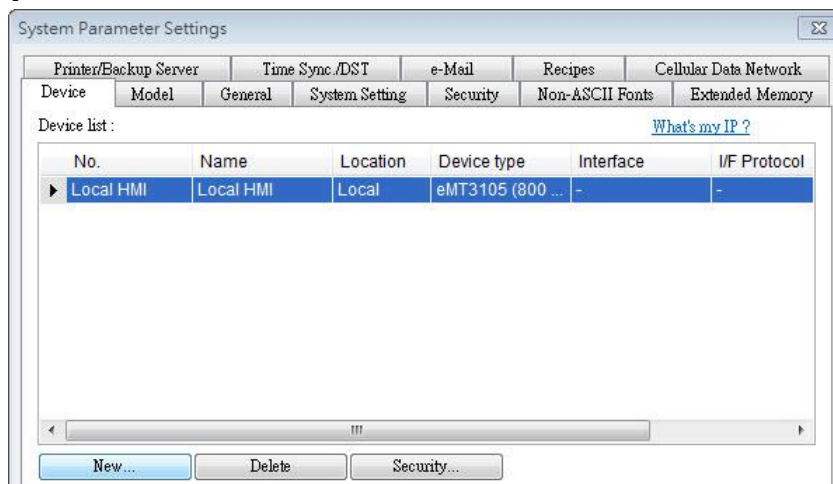 System Parameter Settings
Printer/Backup Server Time Sync./DST e-Mail Recipes Cellular Data Network
Device Model General System Setting Security Non-ASCII Fonts Extended Memory
Device list : What's my IP ?
No. Name Location Device type Interface I/F Protocol
Local HMI Local HMI Local eMT3105 (800 ... - -
New... Delete Security...